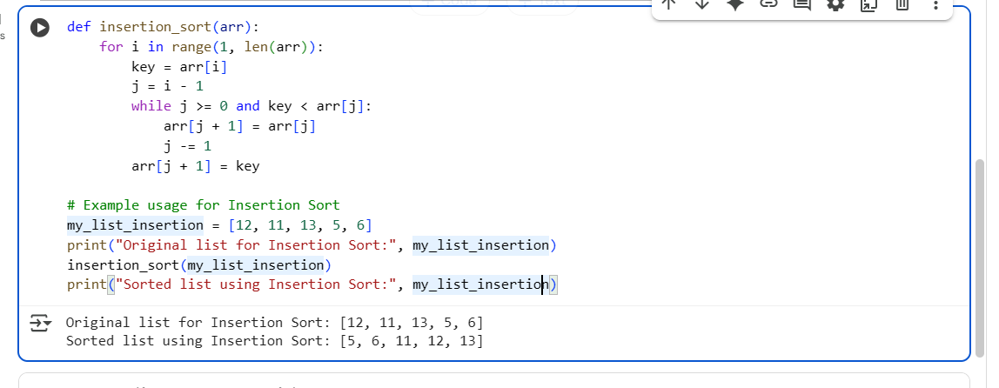 def insertion_sort(arr):
    for i in range(1, len(arr)):
        key = arr[i]
        j = i - 1
        while j >= 0 and key < arr[j]:
            arr[j + 1] = arr[j]
            j -= 1
        arr[j + 1] = key

# Example usage for Insertion Sort
my_list_insertion = [12, 11, 13, 5, 6]
print("Original list for Insertion Sort:", my_list_insertion)
insertion_sort(my_list_insertion)
print("Sorted list using Insertion Sort:", my_list_insertion)
Original list for Insertion Sort: [12, 11, 13, 5, 6]
Sorted list using Insertion Sort: [5, 6, 11, 12, 13]